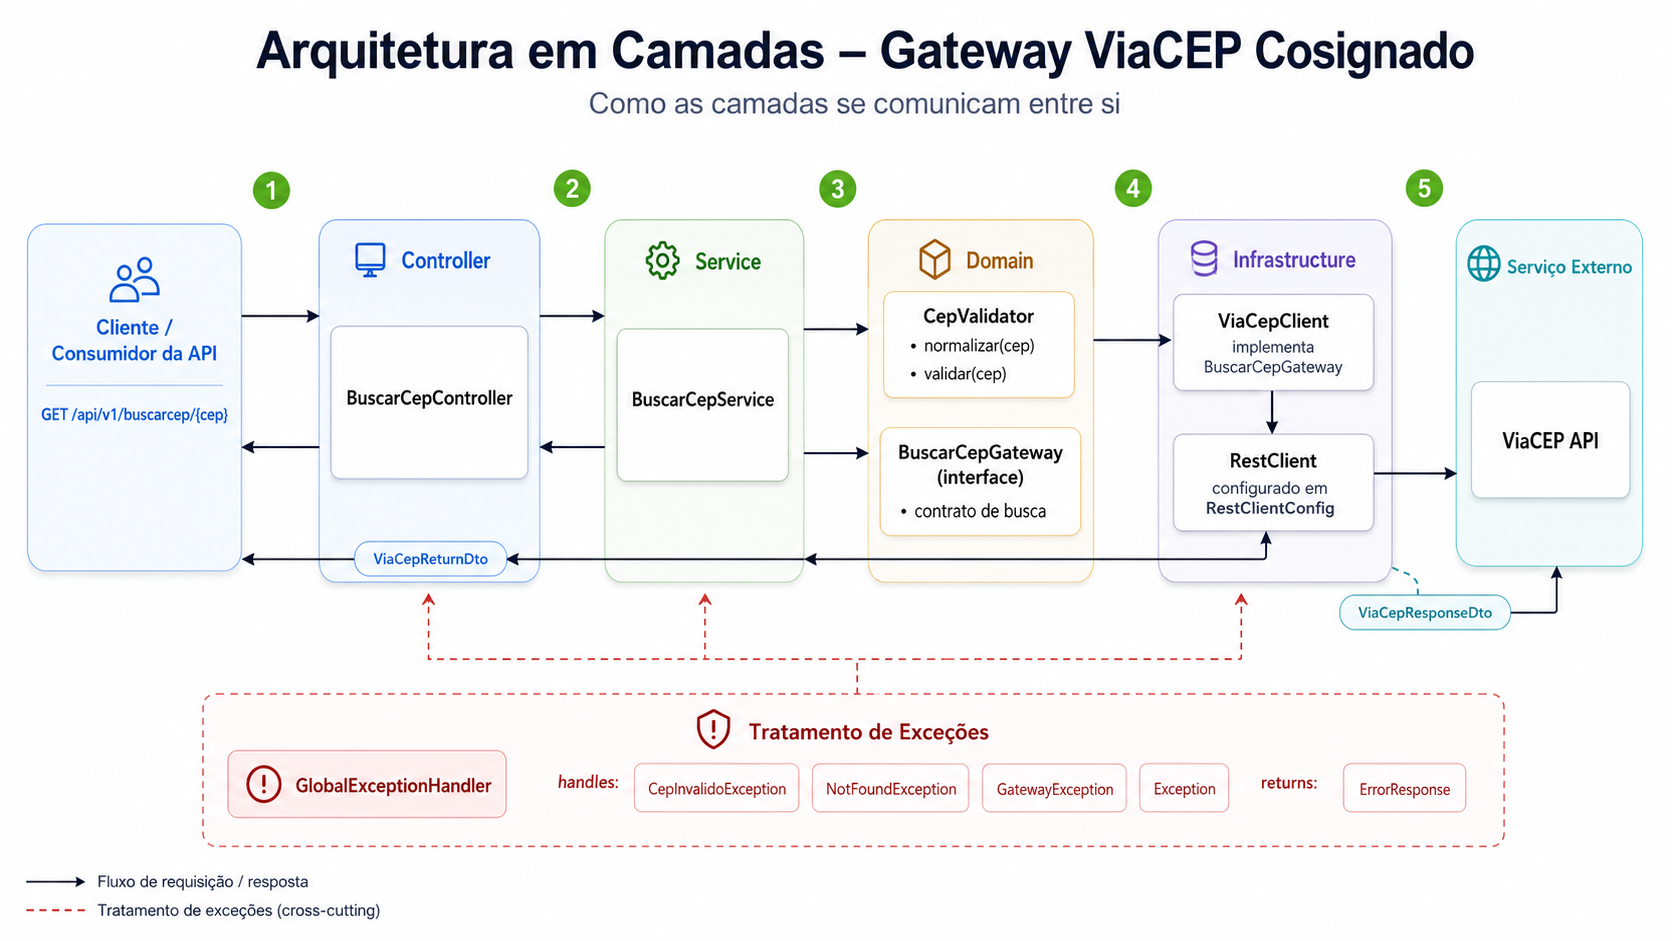 Arquitetura em Camadas – Gateway ViaCEP Cosignado
Como as camadas se comunicam entre si
1
2
3
4
5
Cliente /
Consumidor da API
GET /api/v1/buscarcep/{cep}
Controller
BuscarCepController
ViaCepReturnDto
Service
BuscarCepService
Domain
CepValidator
• normalizar(cep)
• validar(cep)
BuscarCepGateway
(interface)
• contrato de busca
Infrastructure
ViaCepClient
implementa
BuscarCepGateway
RestClient
configurado em
RestClientConfig
Serviço Externo
ViaCEP API
ViaCepResponseDto
Tratamento de Exceções
GlobalExceptionHandler
handles:
CepInvalidoException
NotFoundException
GatewayException
Exception
returns:
ErrorResponse
Fluxo de requisição / resposta
Tratamento de exceções (cross-cutting)